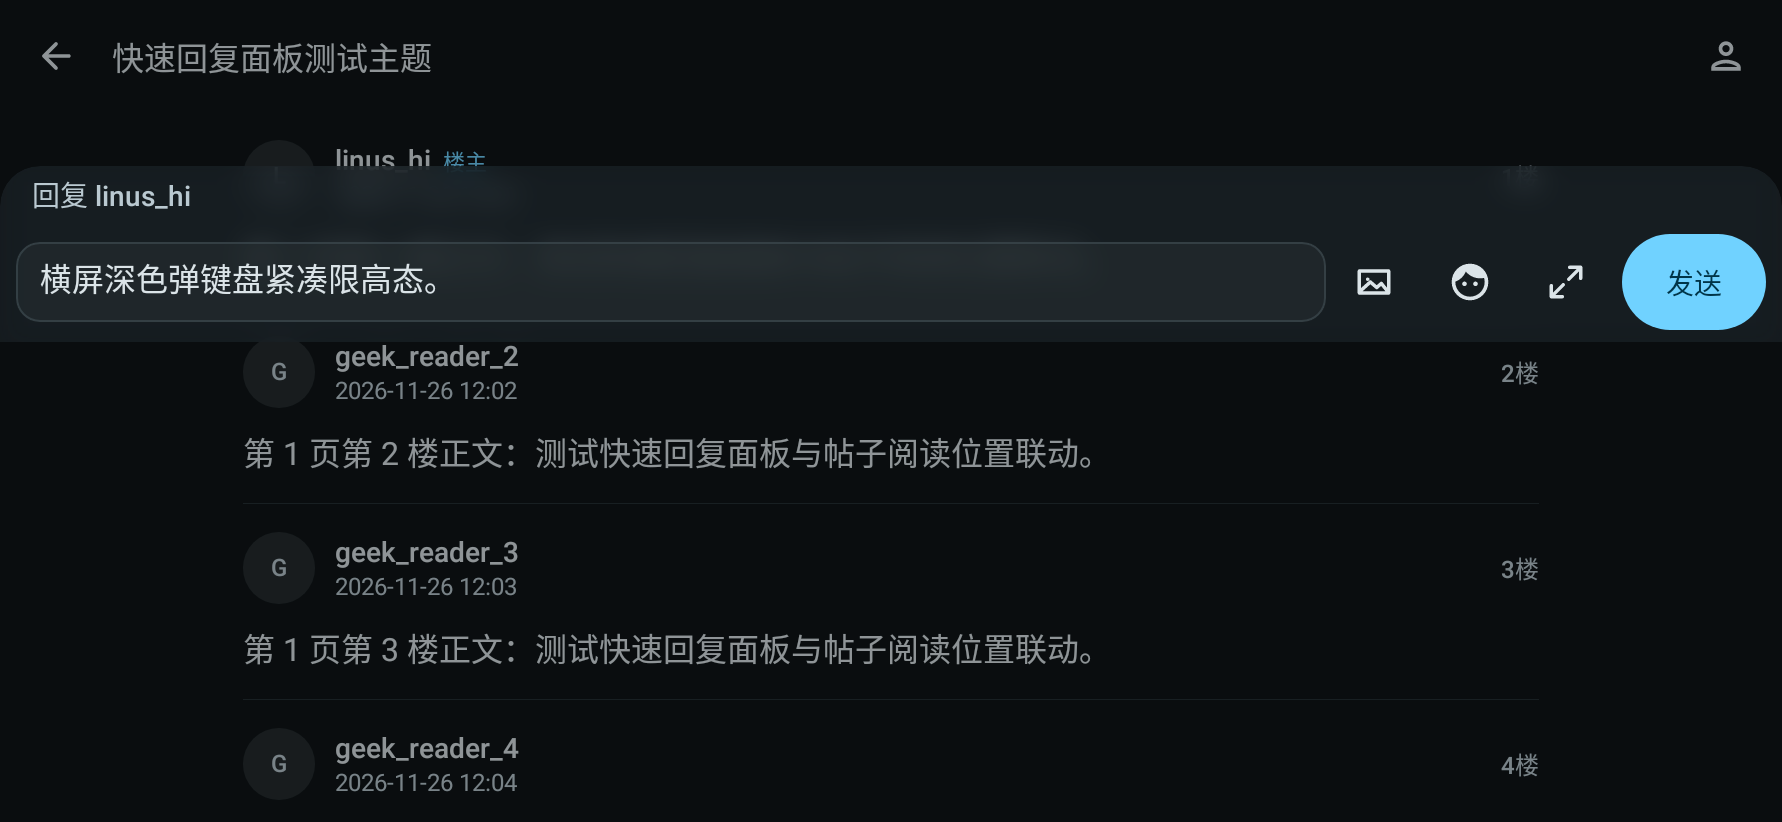 快速回复面板测试主题
linus_hi 楼主
1楼
回复 linus_hi
横屏深色弹键盘紧凑限高态。
发送
G
geek_reader_2
2026-11-26 12:02
2楼
第 1 页第 2 楼正文：测试快速回复面板与帖子阅读位置联动。
G
geek_reader_3
2026-11-26 12:03
3楼
第 1 页第 3 楼正文：测试快速回复面板与帖子阅读位置联动。
G
geek_reader_4
2026-11-26 12:04
4楼